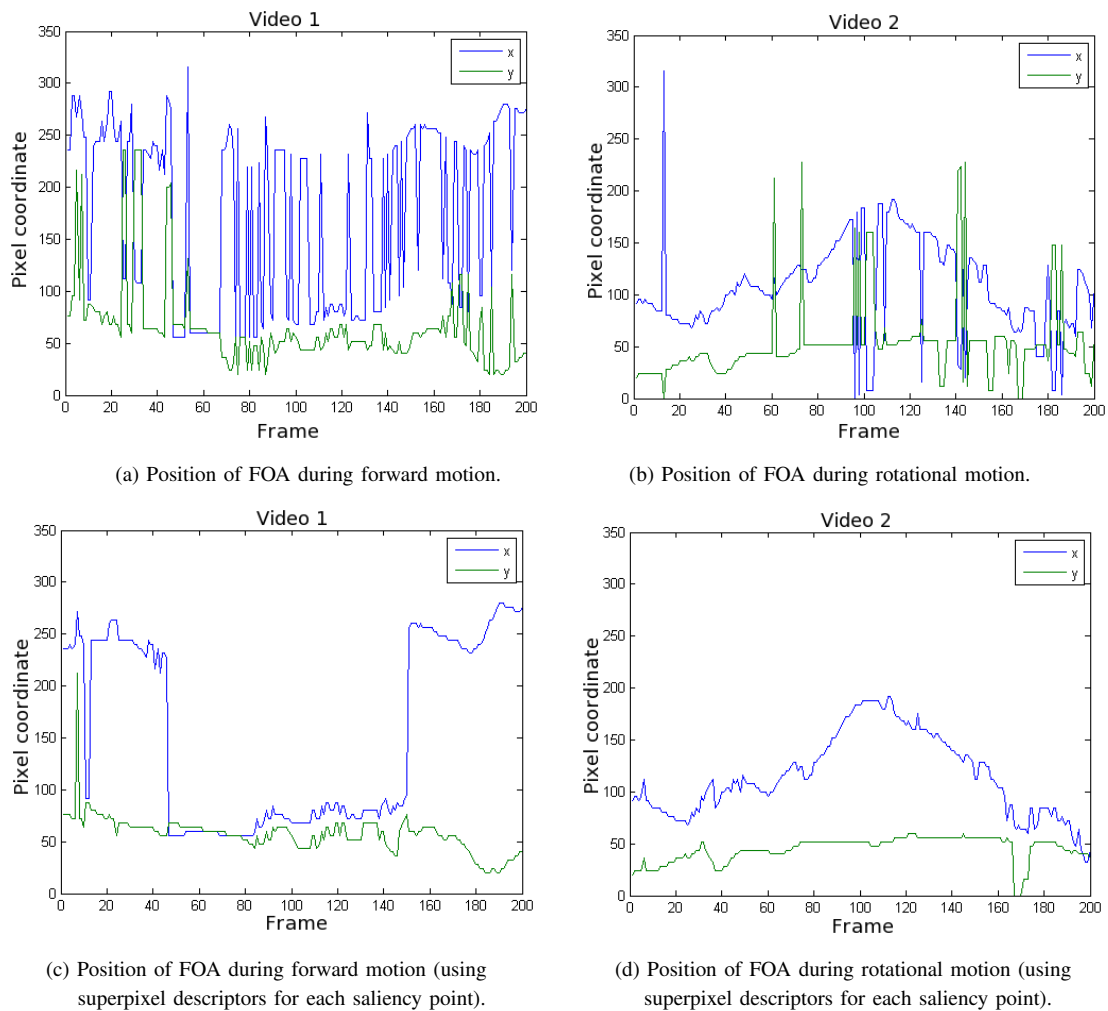 Video 1
350
300
250
200
150
100
50
0
Pixel coordinate
x
y
0 20 40 60 80 100 120 140 160 180 200
Frame
(a) Position of FOA during forward motion.
Video 2
350
300
250
200
150
100
50
0
Pixel coordinate
x
y
0 20 40 60 80 100 120 140 160 180 200
Frame
(b) Position of FOA during rotational motion.
Video 1
350
300
250
200
150
100
50
0
Pixel coordinate
x
y
0 20 40 60 80 100 120 140 160 180 200
Frame
(c) Position of FOA during forward motion (using
superpixel descriptors for each saliency point).
Video 2
350
300
250
200
150
100
50
0
Pixel coordinate
x
y
0 20 40 60 80 100 120 140 160 180 200
Frame
(d) Position of FOA during rotational motion (using
superpixel descriptors for each saliency point).